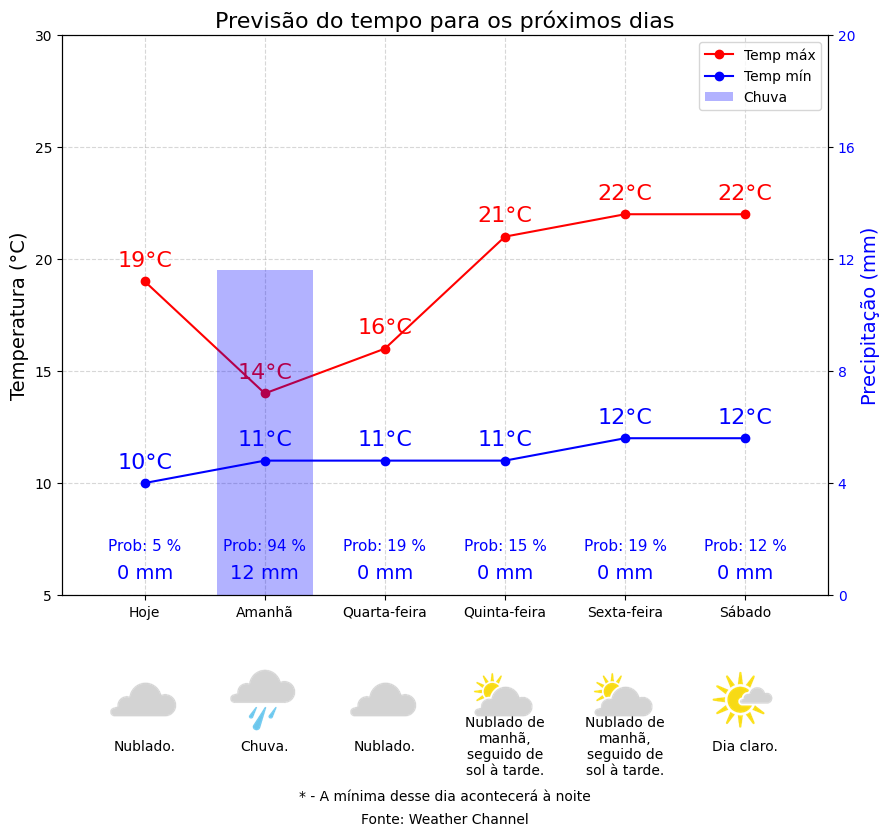 Previsão do tempo para os próximos dias
30
25
20
15
10
5
Temperatura (°C)
20
16
12
8
4
0
Precipitação (mm)
Temp máx
Temp mín
Chuva
19°C
14°C
16°C
21°C
22°C
22°C
10°C
11°C
11°C
11°C
12°C
12°C
Prob: 5 %
Prob: 94 %
Prob: 19 %
Prob: 15 %
Prob: 19 %
Prob: 12 %
0 mm
12 mm
0 mm
0 mm
0 mm
0 mm
Hoje
Amanhã
Quarta-feira
Quinta-feira
Sexta-feira
Sábado
Nublado.
Chuva.
Nublado.
Nublado de
manhã,
seguido de
sol à tarde.
Nublado de
manhã,
seguido de
sol à tarde.
Dia claro.
* - A mínima desse dia acontecerá à noite
Fonte: Weather Channel